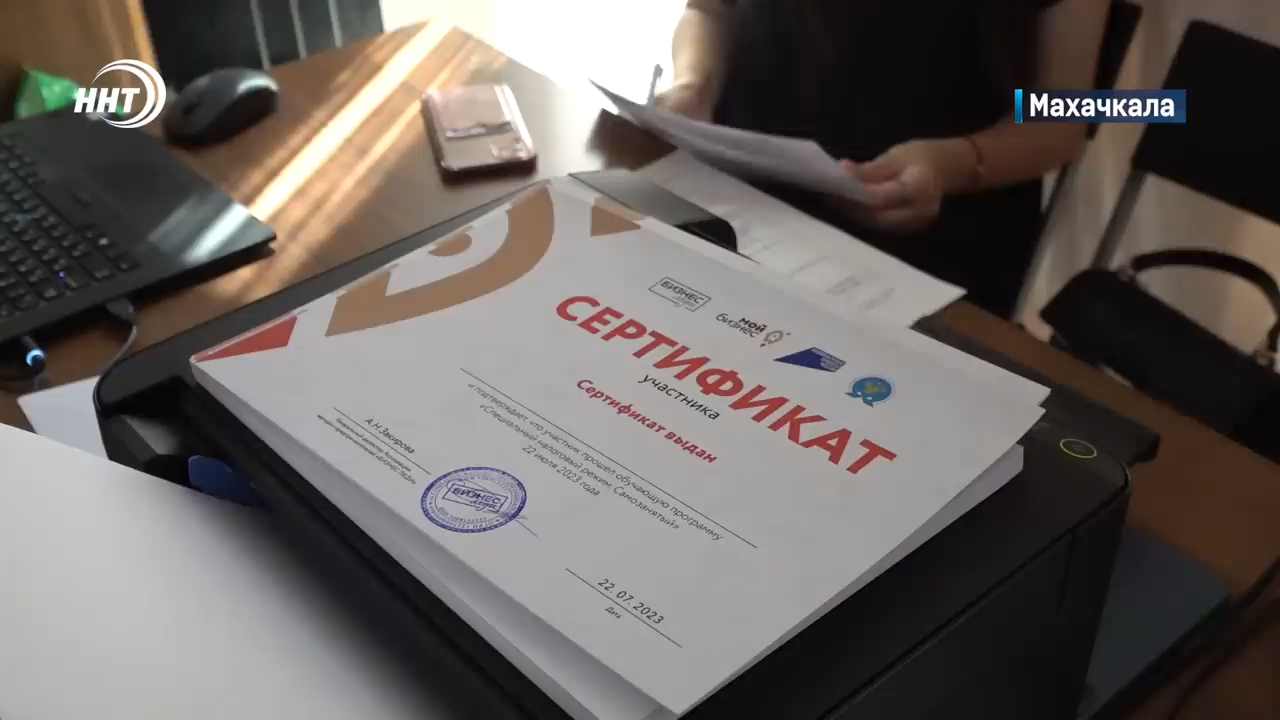 ННТ
Махачкала
БИЗНЕС
МОЙ
бизнес
СЕРТИФИКАТ
участника
Сертификат выдан
подтверждает, что участник прошел обучающую программу
«Специальный налоговый режим. Самозанятый»
22 июля 2023 года
А.Н.Закирова
БИЗНЕС
22. 07. 2023
Дата